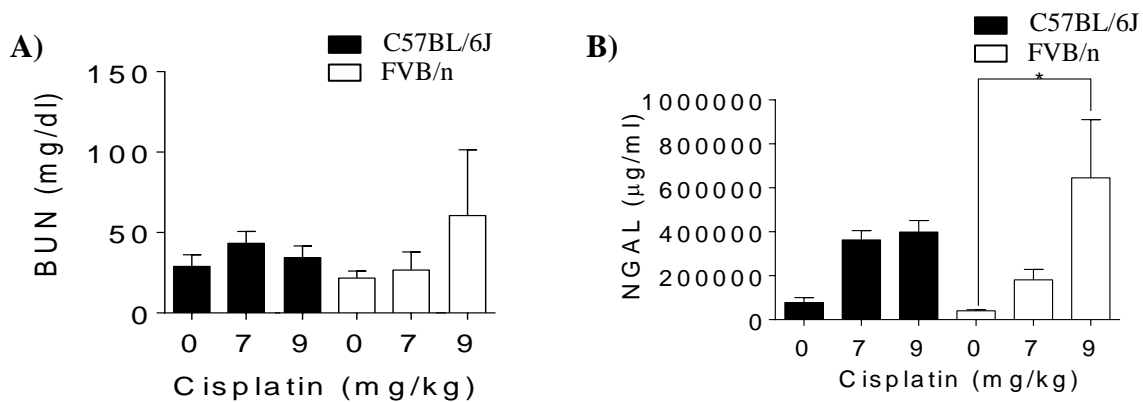 A)
C57BL/6J
FVB/n
150
100
50
0
BUN (mg/dl)
0 7 9 0 7 9
Cisplatin (mg/kg)
B)
C57BL/6J
FVB/n
*
1000000
800000
600000
400000
200000
0
NGAL (µg/ml)
0 7 9 0 7 9
Cisplatin (mg/kg)